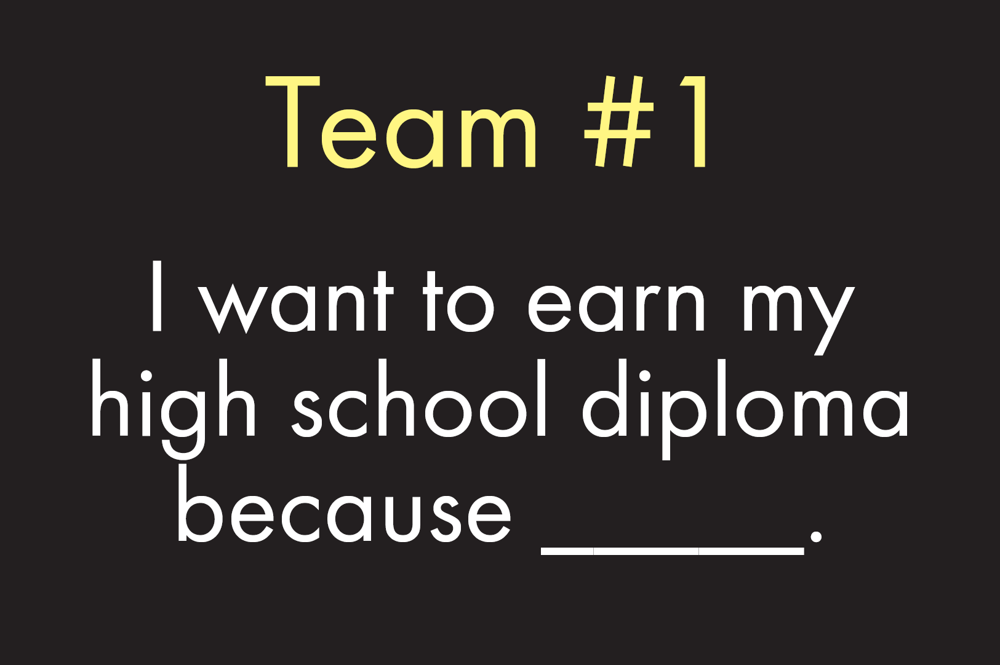 Team #1
I want to earn my
high school diploma
because _____.